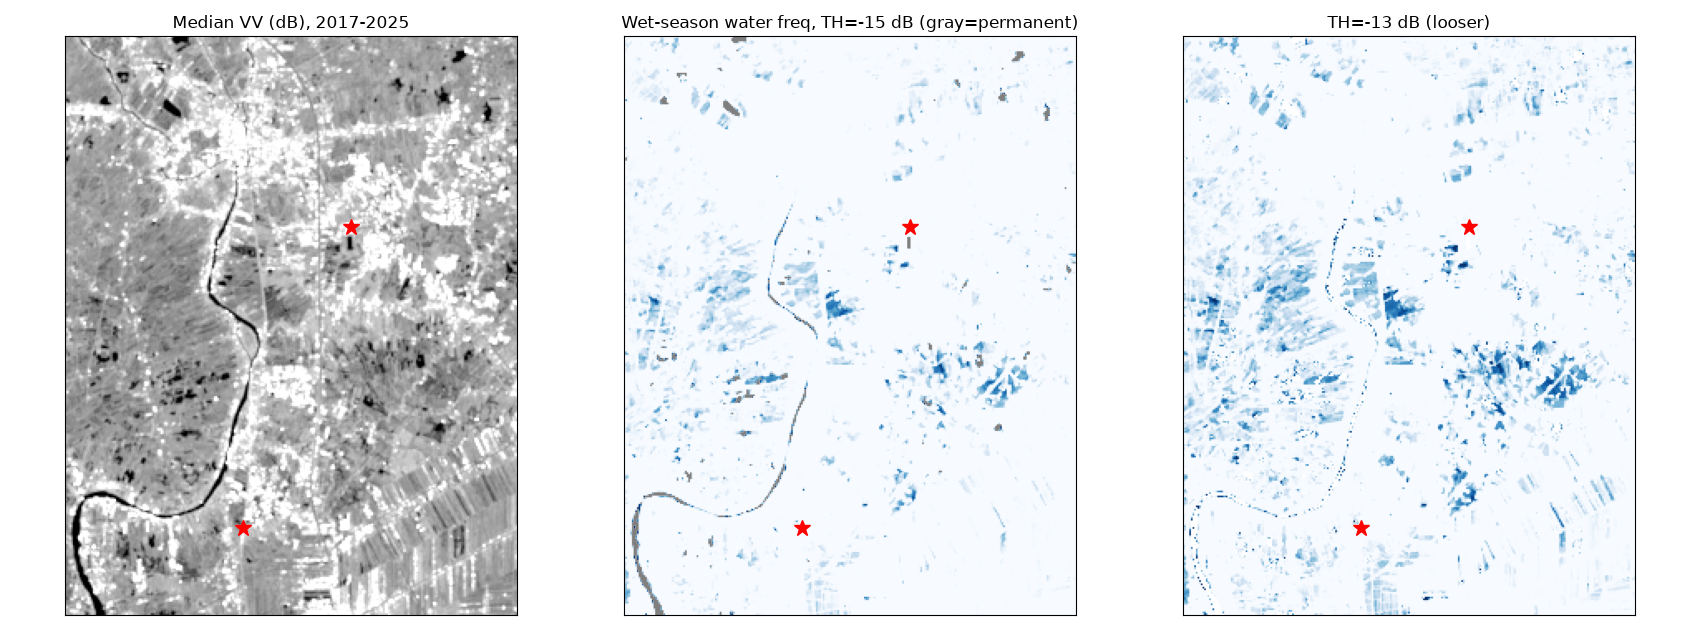 Median VV (dB), 2017-2025
Wet-season water freq, TH=-15 dB (gray=permanent)
TH=-13 dB (looser)